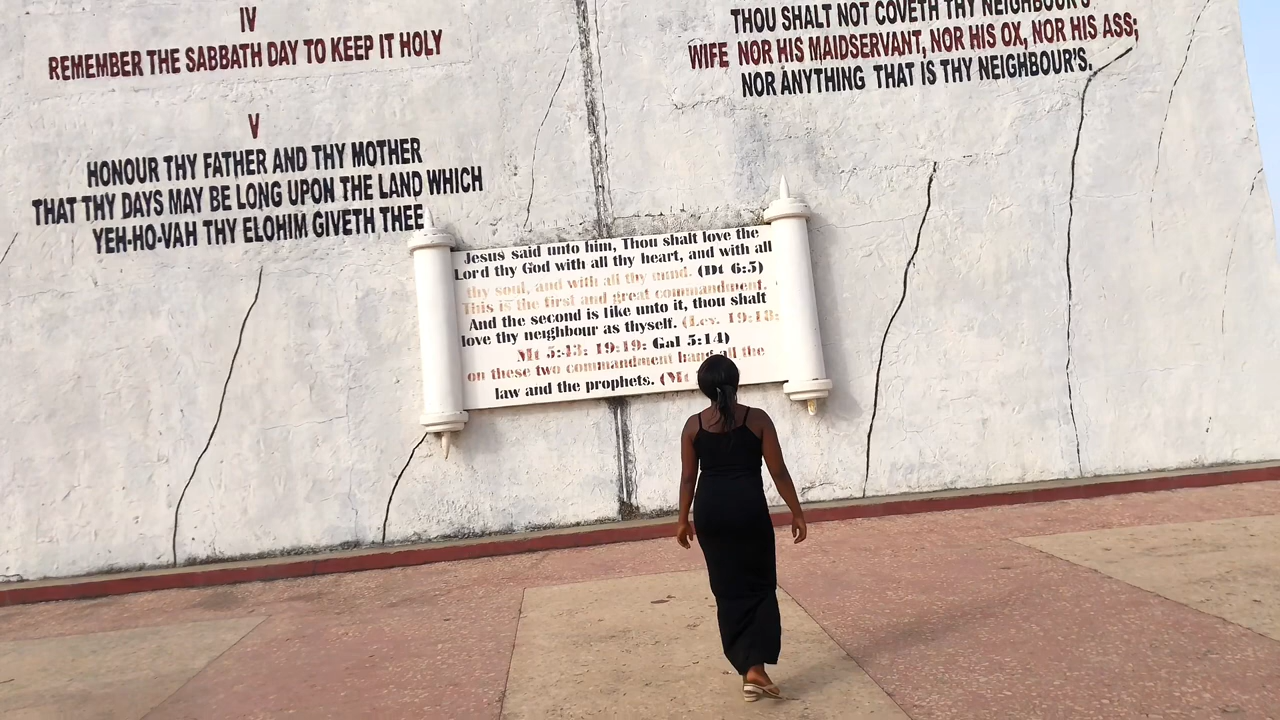 IV
REMEMBER THE SABBATH DAY TO KEEP IT HOLY
V
HONOUR THY FATHER AND THY MOTHER
THAT THY DAYS MAY BE LONG UPON THE LAND WHICH
YEH-HO-VAH THY ELOHIM GIVETH THEE
THOU SHALT NOT COVETH THY NEIGHBOUR'S
WIFE NOR HIS MAIDSERVANT, NOR HIS OX, NOR HIS ASS;
NOR ANYTHING THAT IS THY NEIGHBOUR'S.
Jesus said unto him, Thou shalt love the
Lord thy God with all thy heart, and with all
thy soul, and with all thy mind. (Dt 6:5)
This is the first and great commandment.
And the second is like unto it, thou shalt
love thy neighbour as thyself. (Lev. 19:18:
Mt 5:43: 19:19: Gal 5:14)
on these two commandment hang all the
law and the prophets. (Mt